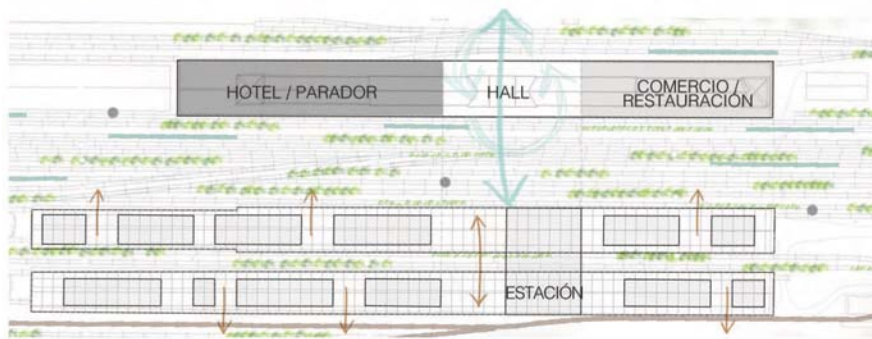 HOTEL / PARADOR
HALL
COMERCIO /
RESTAURACIÓN
ESTACIÓN